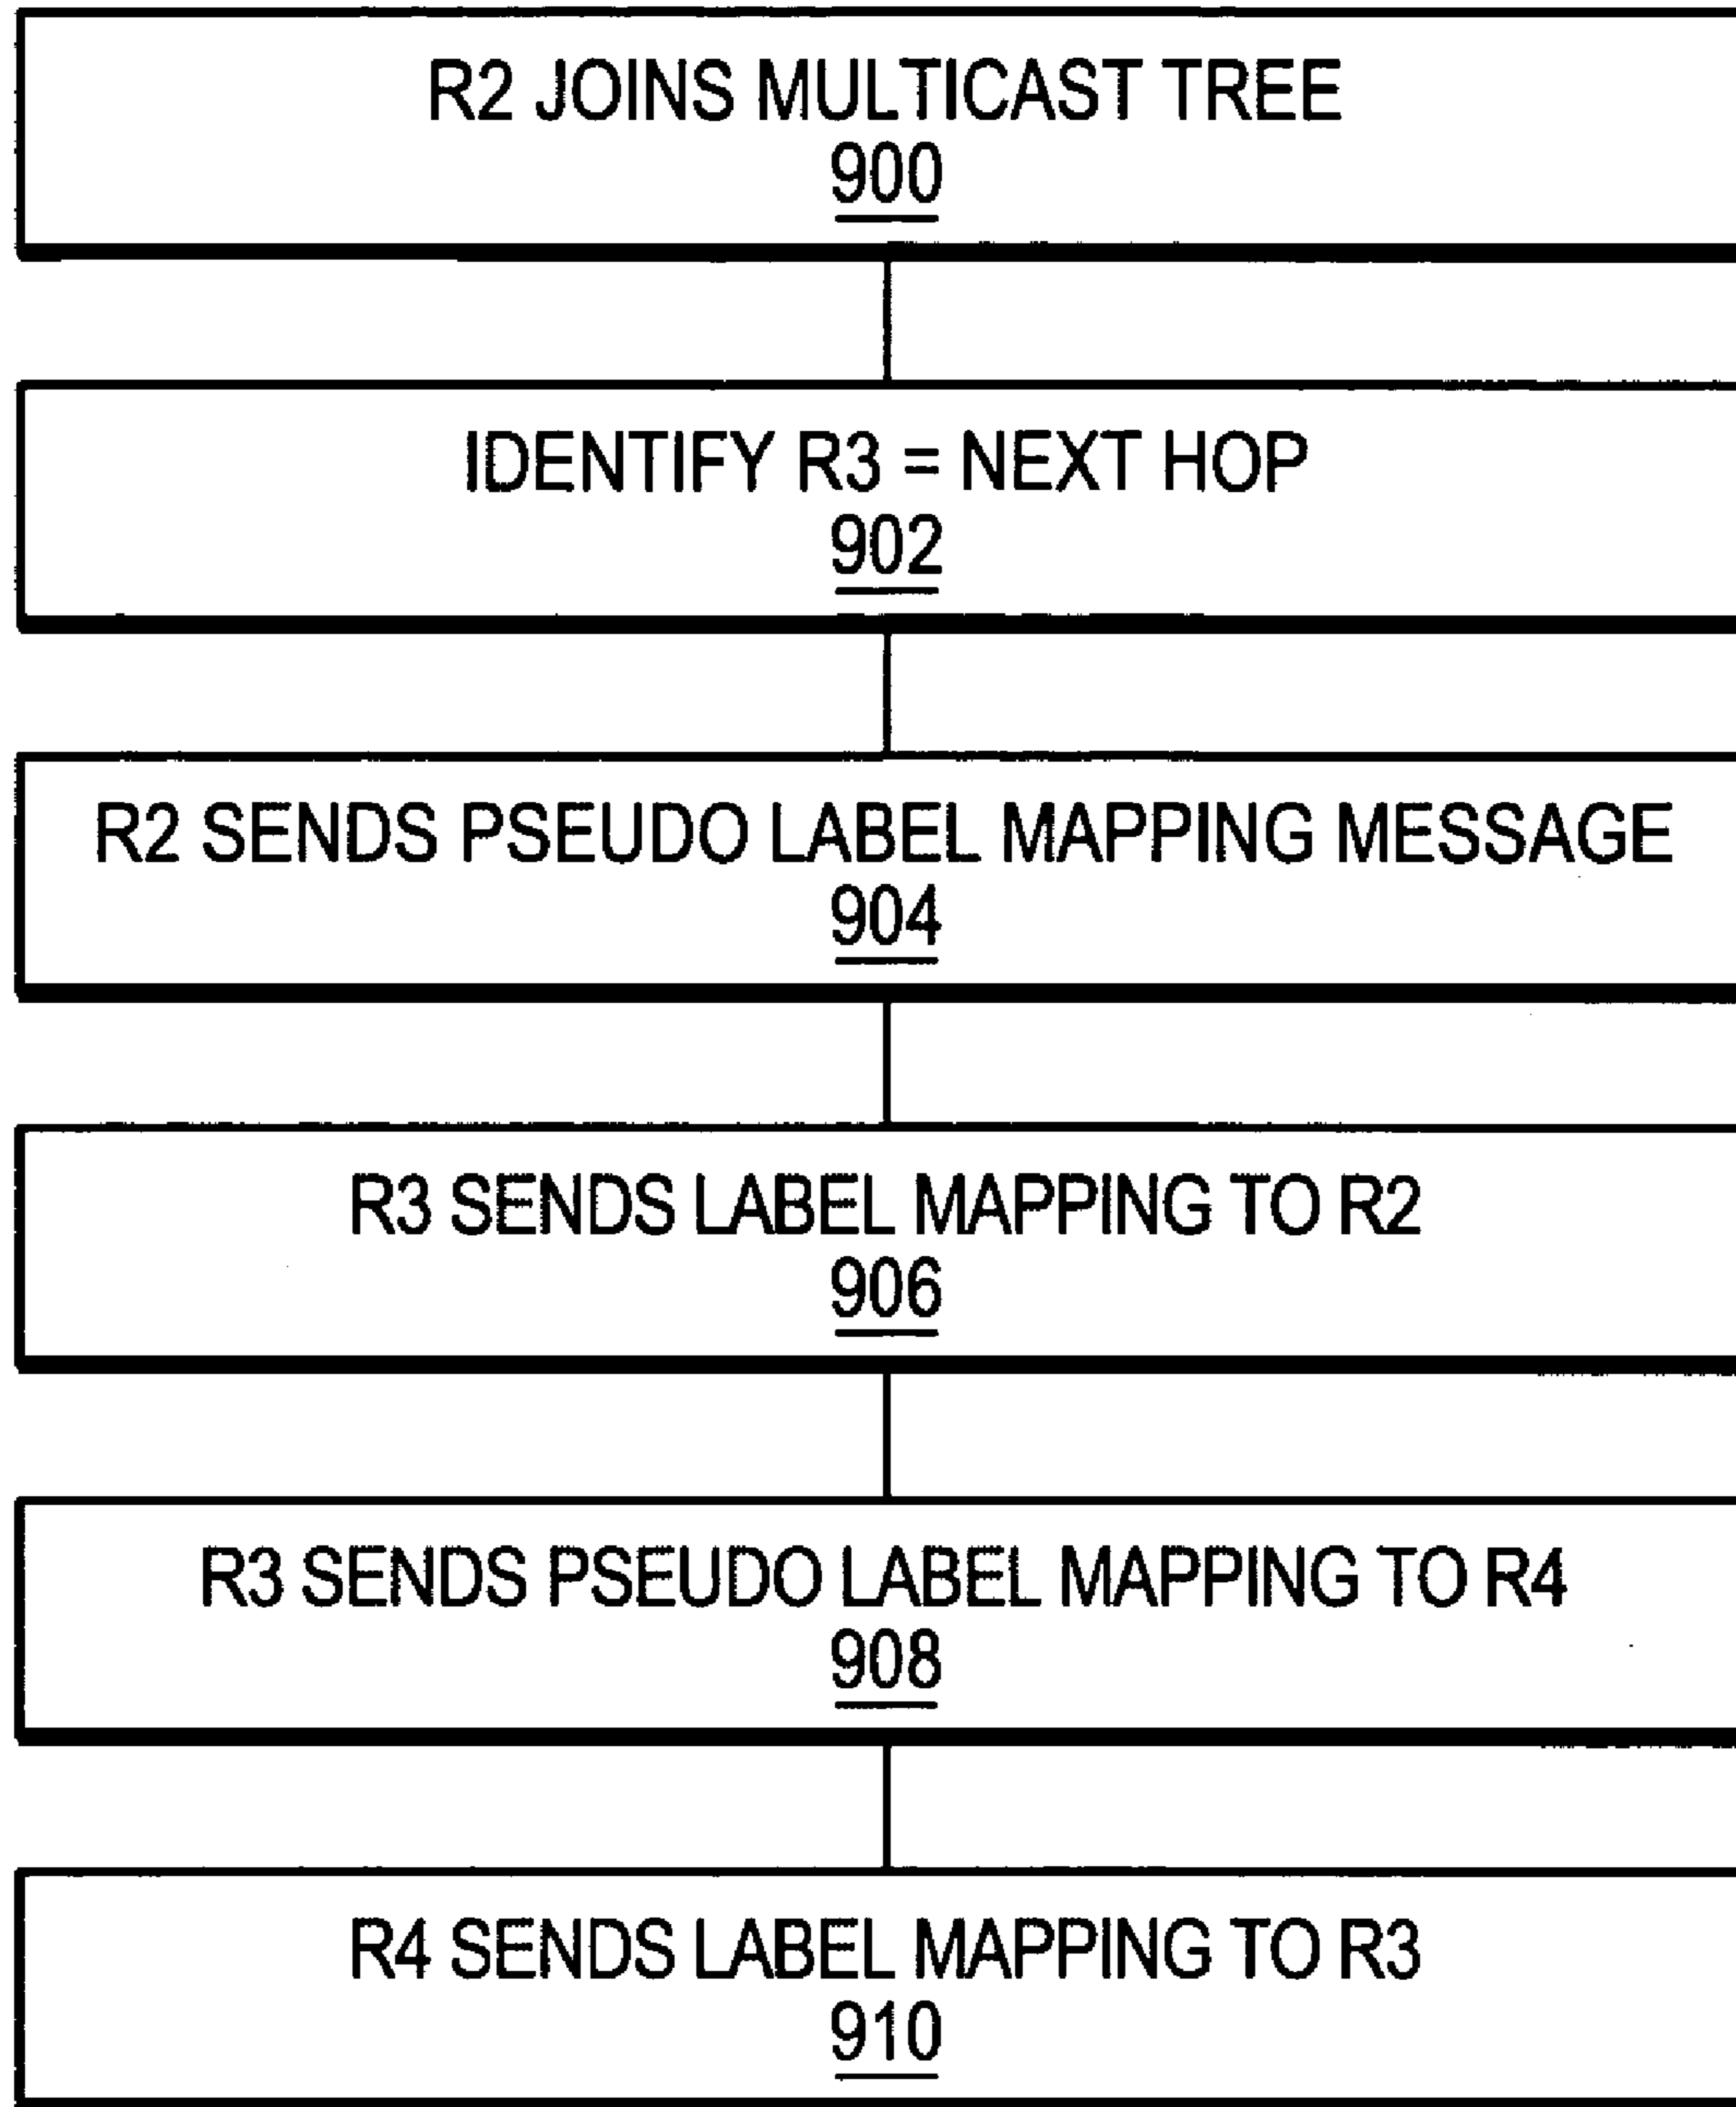 R2 JOINS MULTICAST TREE
900
IDENTIFY R3 = NEXT HOP
902
R2 SENDS PSEUDO LABEL MAPPING MESSAGE
904
R3 SENDS LABEL MAPPING TO R2
906
R3 SENDS PSEUDO LABEL MAPPING TO R4
908
R4 SENDS LABEL MAPPING TO R3
910